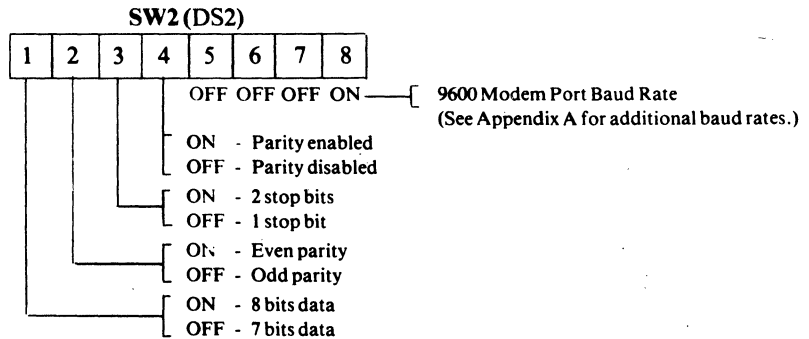 SW2 (DS2)
1 2 3 4 5 6 7 8
OFF OFF OFF ON 9600 Modem Port Baud Rate
(See Appendix A for additional baud rates.)
ON - Parity enabled
OFF - Parity disabled
ON - 2 stop bits
OFF - 1 stop bit
ON - Even parity
OFF - Odd parity
ON - 8 bits data
OFF - 7 bits data